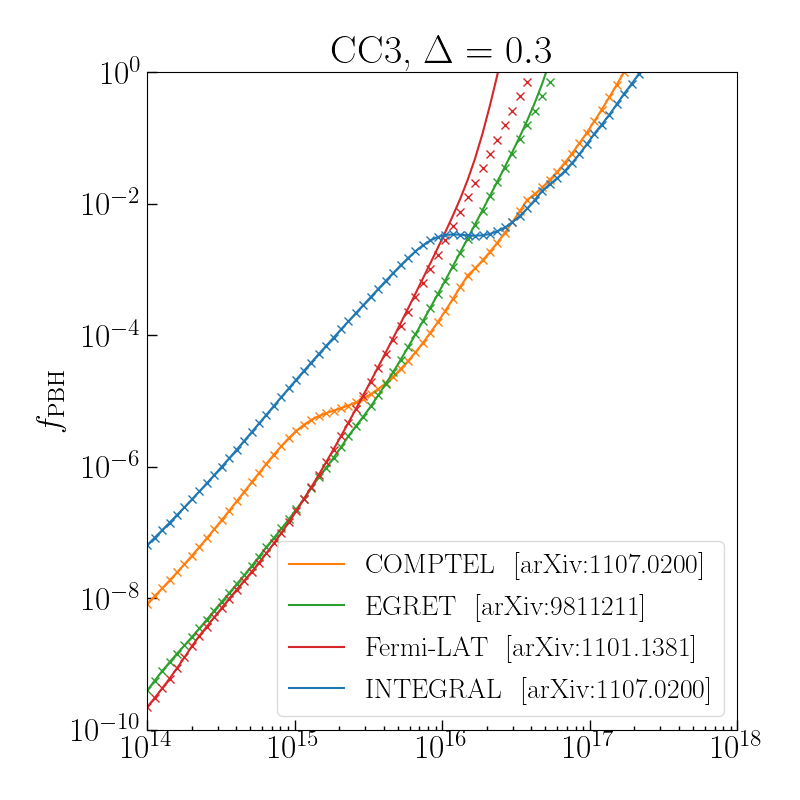 CC3, Δ = 0.3
10^0
10^−2
10^−4
10^−6
10^−8
10^−10
f_PBH
COMPTEL [arXiv:1107.0200]
EGRET [arXiv:9811211]
Fermi-LAT [arXiv:1101.1381]
INTEGRAL [arXiv:1107.0200]
10^14 10^15 10^16 10^17 10^18